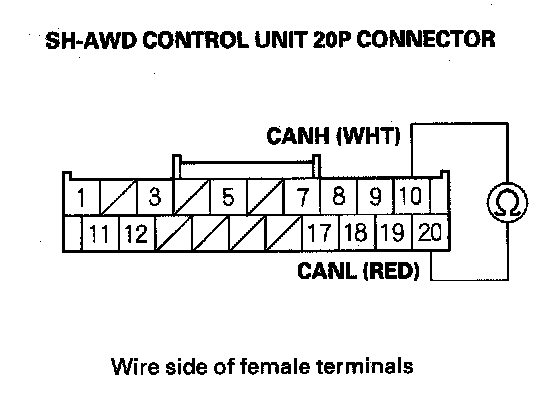 SH-AWD CONTROL UNIT 20P CONNECTOR
CANH (WHT)
1 3 5 7 8 9 10
Ω
11 12 17 18 19 20
CANL (RED)
Wire side of female terminals